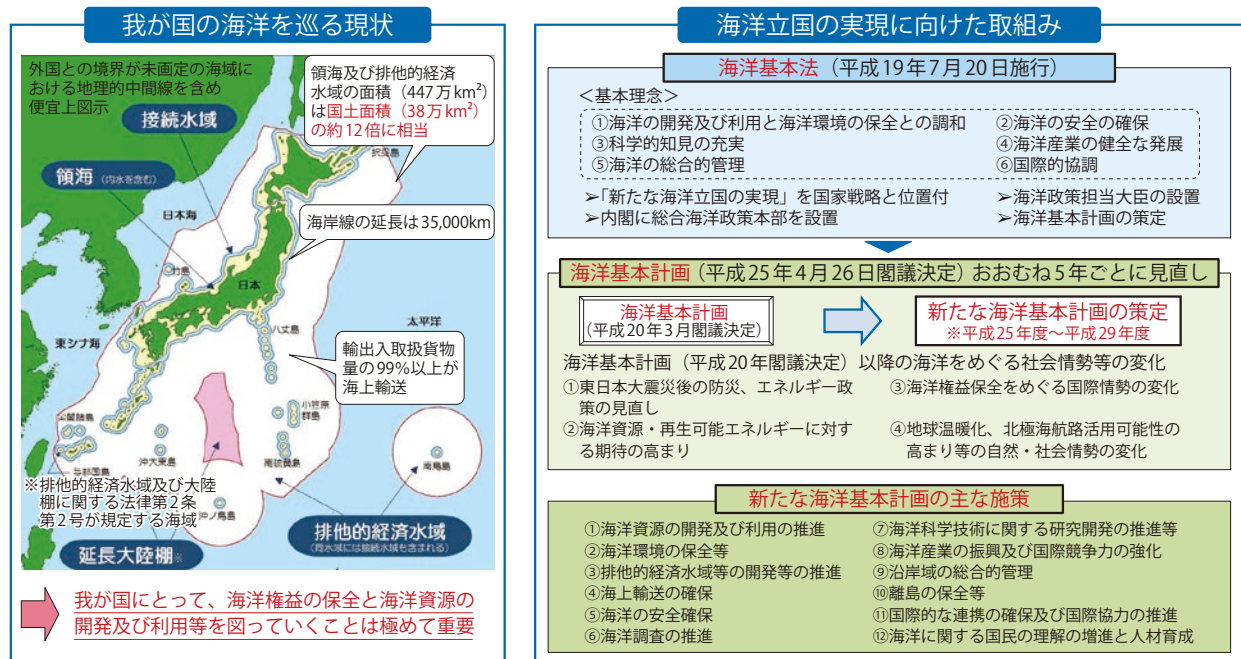 我が国の海洋を巡る現状
外国との境界が未画定の海域に
おける地理的中間線を含め
便宜上図示
領海及び排他的経済
水域の面積（447万km²）
は国土面積（38万km²）
の約12倍に相当
接続水域
択捉島
領海（内水を含む）
日本海
海岸線の延長は35,000km
竹島
日本
八丈島
太平洋
東シナ海
輸出入取扱貨物
量の99％以上が
海上輸送
小笠原
群島
尖閣諸島
与那国島
沖大東島
南硫黄島
南鳥島
※排他的経済水域及び大陸
棚に関する法律第2条
第2号が規定する海域
沖ノ鳥島
排他的経済水域
（同水域には接続水域も含まれる）
延長大陸棚※
我が国にとって、海洋権益の保全と海洋資源の
開発及び利用等を図っていくことは極めて重要
海洋立国の実現に向けた取組み
海洋基本法（平成19年7月20日施行）
＜基本理念＞
①海洋の開発及び利用と海洋環境の保全との調和　②海洋の安全の確保
③科学的知見の充実　④海洋産業の健全な発展
⑤海洋の総合的管理　⑥国際的協調
➢「新たな海洋立国の実現」を国家戦略と位置付　➢海洋政策担当大臣の設置
➢内閣に総合海洋政策本部を設置　➢海洋基本計画の策定
海洋基本計画（平成25年4月26日閣議決定）おおむね5年ごとに見直し
海洋基本計画
（平成20年3月閣議決定）
新たな海洋基本計画の策定
※平成25年度～平成29年度
海洋基本計画（平成20年閣議決定）以降の海洋をめぐる社会情勢等の変化
①東日本大震災後の防災、エネルギー政
策の見直し
②海洋資源・再生可能エネルギーに対す
る期待の高まり
③海洋権益保全をめぐる国際情勢の変化
④地球温暖化、北極海航路活用可能性の
高まり等の自然・社会情勢の変化
新たな海洋基本計画の主な施策
①海洋資源の開発及び利用の推進
②海洋環境の保全等
③排他的経済水域等の開発等の推進
④海上輸送の確保
⑤海洋の安全確保
⑥海洋調査の推進
⑦海洋科学技術に関する研究開発の推進等
⑧海洋産業の振興及び国際競争力の強化
⑨沿岸域の総合的管理
⑩離島の保全等
⑪国際的な連携の確保及び国際協力の推進
⑫海洋に関する国民の理解の増進と人材育成